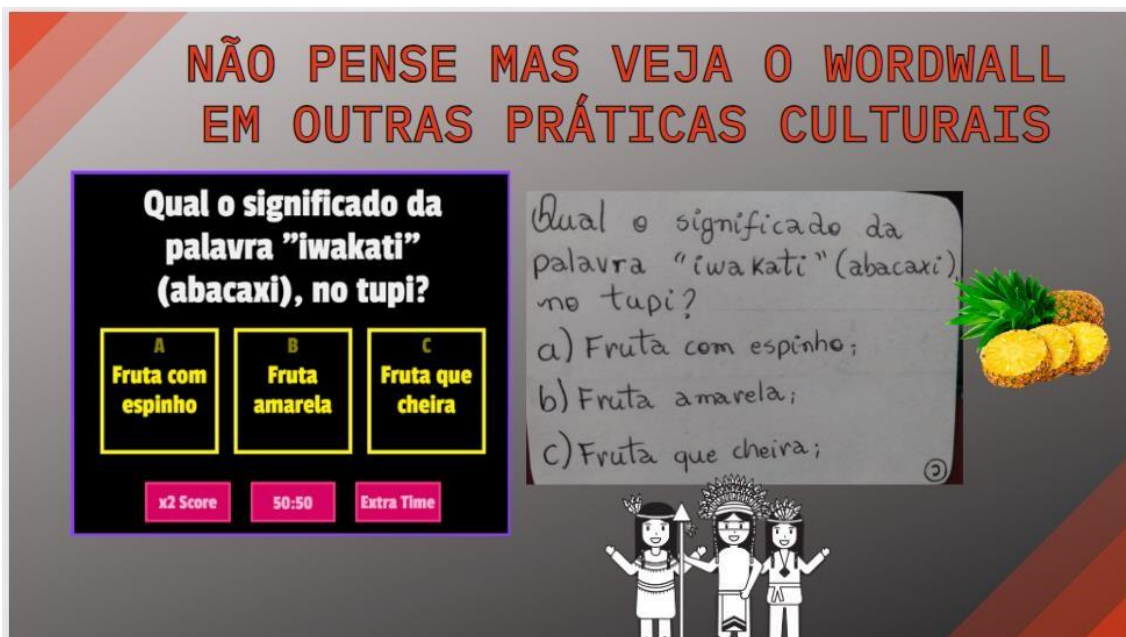 NÃO PENSE MAS VEJA O WORDWALL
EM OUTRAS PRÁTICAS CULTURAIS
Qual o significado da
palavra ”iwakati”
(abacaxi), no tupi?
A
Fruta com
espinho
B
Fruta
amarela
C
Fruta que
cheira
x2 Score
50:50
Extra Time
Qual o significado da
palavra “iwakati” (abacaxi),
no tupi?
a) Fruta com espinho;
b) Fruta amarela;
c) Fruta que cheira;